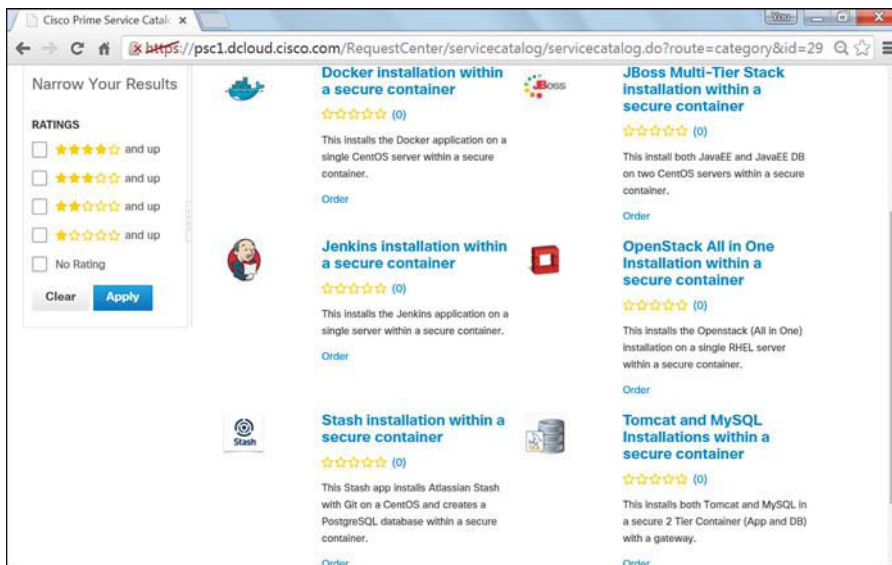 Cisco Prime Service Catalo
You
https://psc1.dcloud.cisco.com/RequestCenter/servicecatalog/servicecatalog.do?route=category&id=29
Narrow Your Results
RATINGS
and up
and up
and up
and up
No Rating
Clear
Apply
Docker installation within
a secure container
(0)
This installs the Docker application on a
single CentOS server within a secure
container.
Order
JBoss
JBoss Multi-Tier Stack
installation within a
secure container
(0)
This install both JavaEE and JavaEE DB
on two CentOS servers within a secure
container.
Order
Jenkins installation within
a secure container
(0)
This installs the Jenkins application on a
single server within a secure container.
Order
OpenStack All in One
Installation within a
secure container
(0)
This installs the Openstack (All in One)
installation on a single RHEL server
within a secure container.
Order
Stash
Stash installation within a
secure container
(0)
This Stash app installs Atlassian Stash
with Git on a CentOS and creates a
PostgreSQL database within a secure
container.
Order
Tomcat and MySQL
Installations within a
secure container
(0)
This installs both Tomcat and MySQL in
a secure 2 Tier Container (App and DB)
with a gateway.
Order